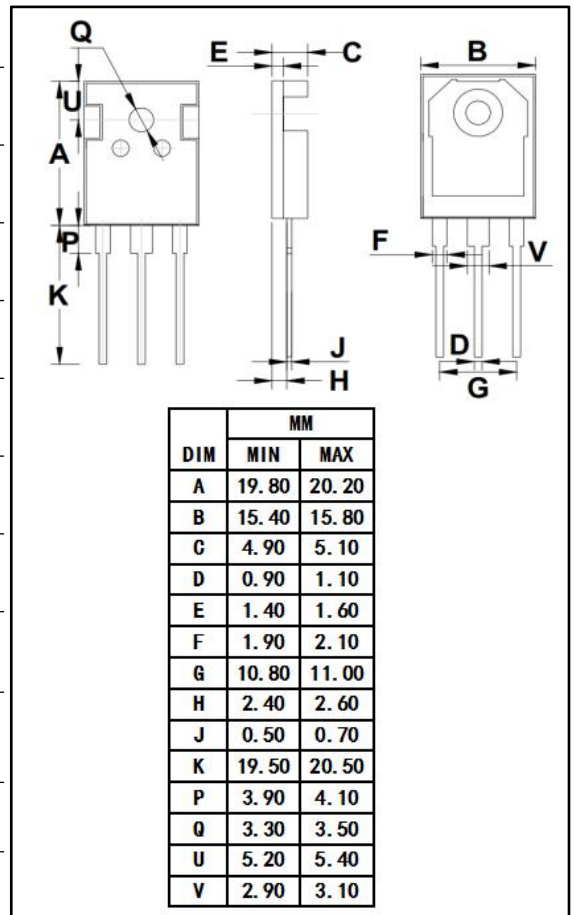 Q
E
C
B
U
A
P
K
F
V
J
H
D
G
MM
DIM MIN MAX
A 19.80 20.20
B 15.40 15.80
C 4.90 5.10
D 0.90 1.10
E 1.40 1.60
F 1.90 2.10
G 10.80 11.00
H 2.40 2.60
J 0.50 0.70
K 19.50 20.50
P 3.90 4.10
Q 3.30 3.50
U 5.20 5.40
V 2.90 3.10